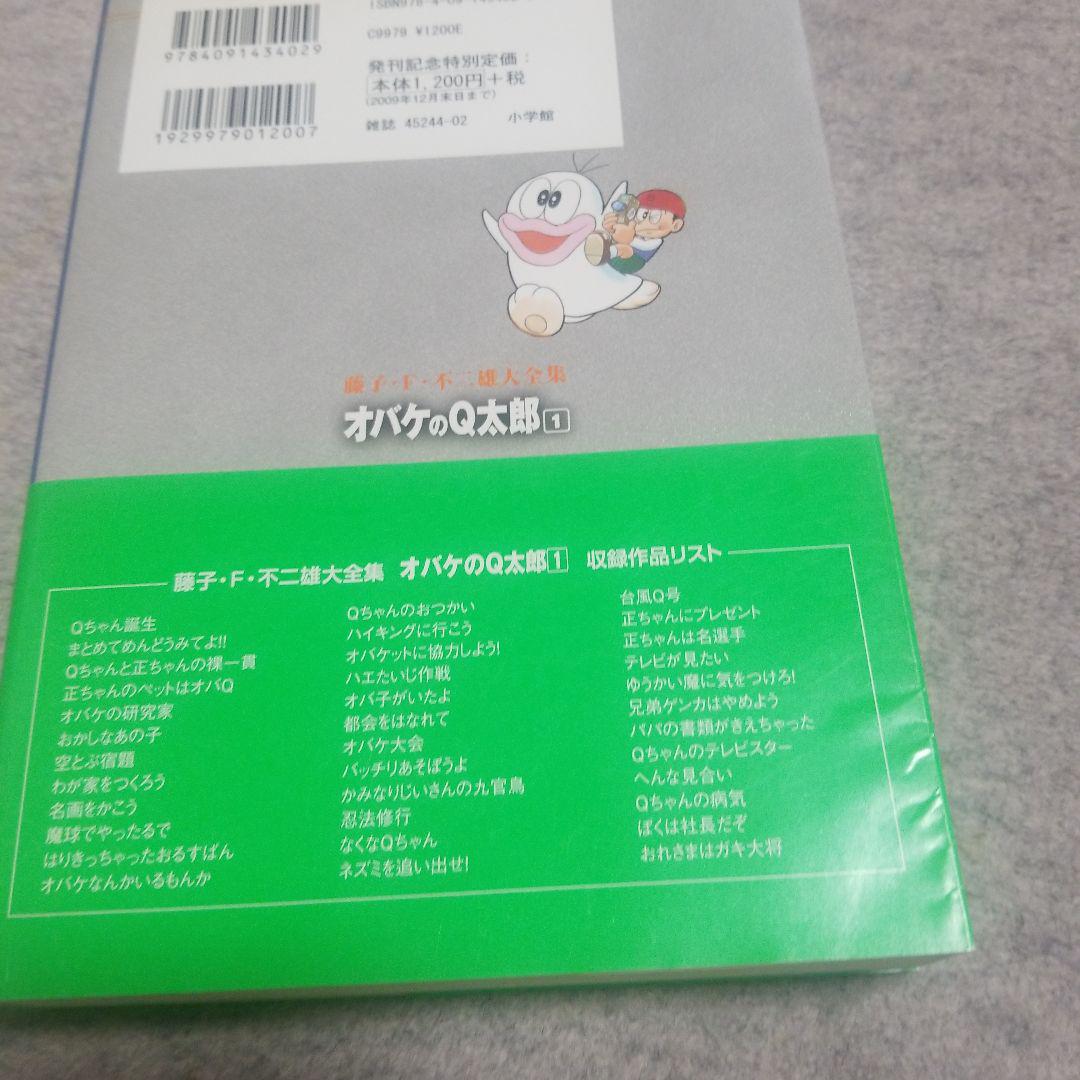 9784091434029
1929979012007
C9979 ¥1200E
発刊記念特別定価:
本体1,200円+税
(2009年12月末日まで)
雑誌 45244-02 小学館
藤子・F・不二雄大全集
オバケのQ太郎1
藤子・F・不二雄大全集 オバケのQ太郎1 収録作品リスト
Qちゃん誕生
まとめてめんどうみてよ!!
Qちゃんと正ちゃんの裸一貫
正ちゃんのペットはオバQ
オバケの研究家
おかしなあの子
空とぶ宿題
わが家をつくろう
名画をかこう
魔球でやったるで
はりきっちゃったおるすばん
オバケなんかいるもんか
Qちゃんのおつかい
ハイキングに行こう
オバケットに協力しよう!
ハエたいじ作戦
オバ子がいたよ
都会をはなれて
オバケ大会
バッチリあそぼうよ
かみなりじいさんの九官鳥
忍法修行
なくなQちゃん
ネズミを追い出せ!
台風Q号
正ちゃんにプレゼント
正ちゃんは名選手
テレビが見たい
ゆうかい魔に気をつけろ!
兄弟ゲンカはやめよう
パパの書類がきえちゃった
Qちゃんのテレビスター
へんな見合い
Qちゃんの病気
ぼくは社長だぞ
おれさまはガキ大将